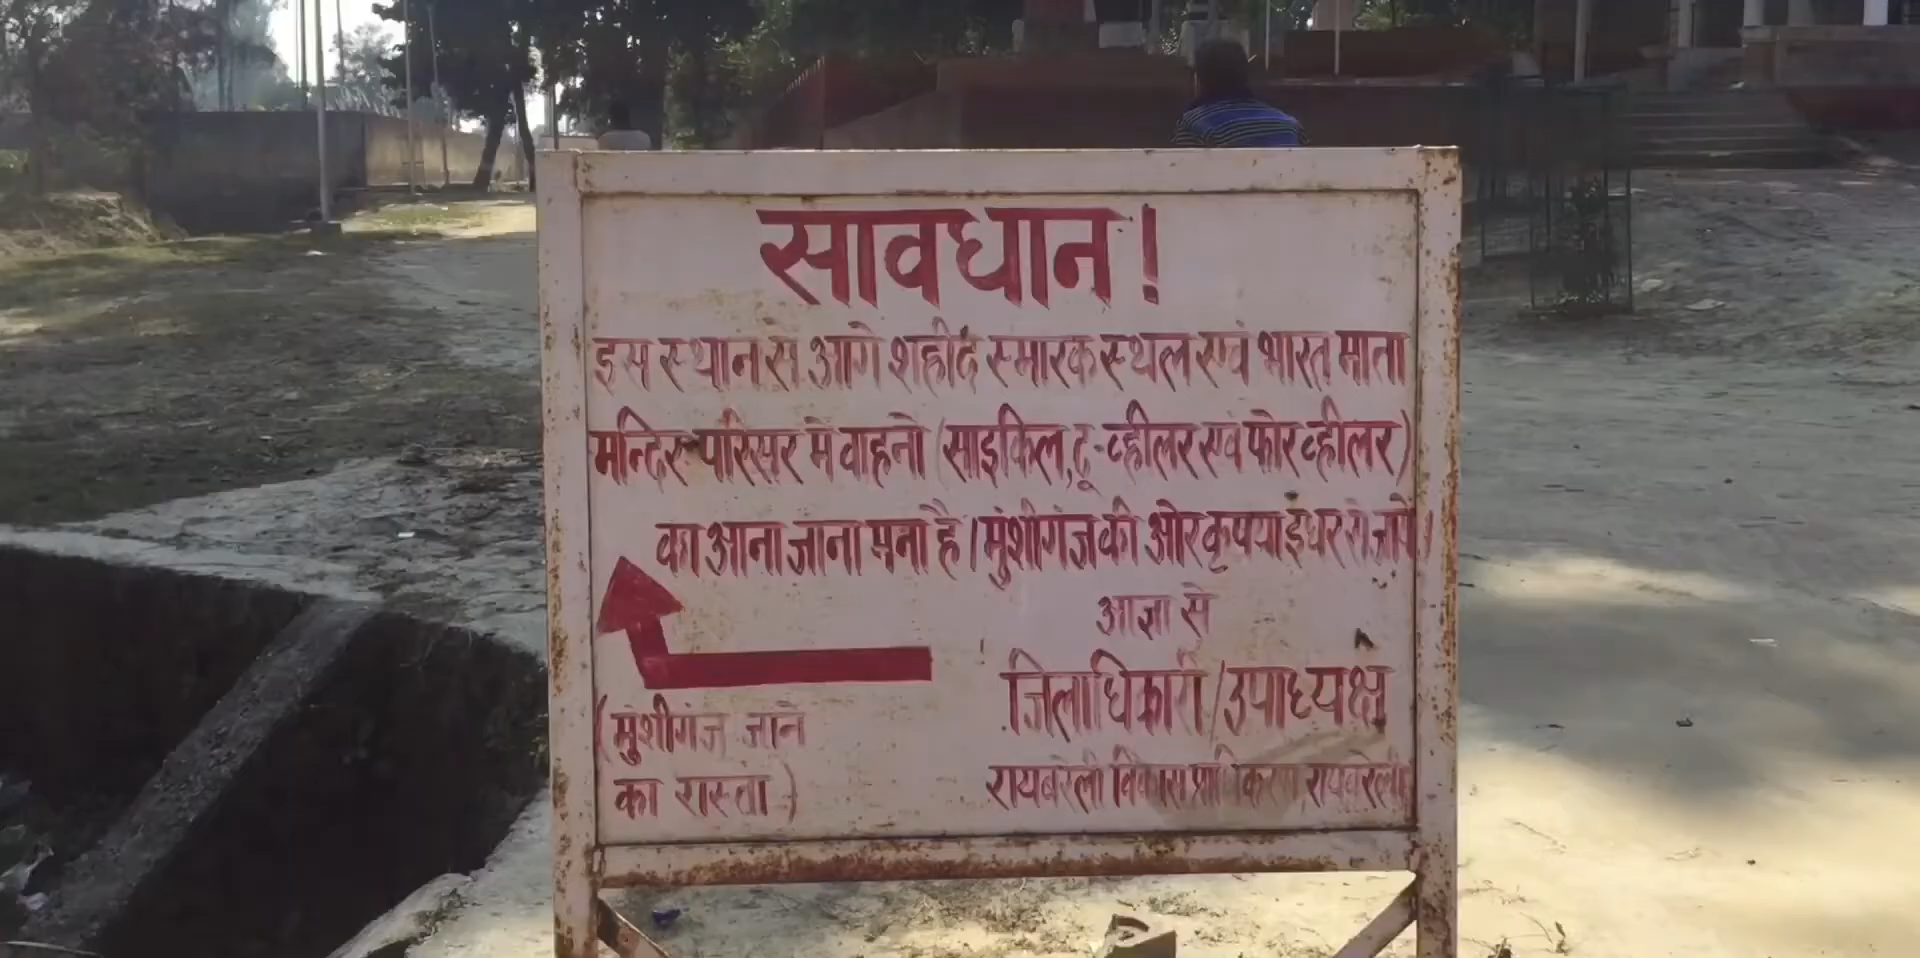 सावधान!
इस स्थान से आगे शहीद स्मारक स्थल एवं भारत माता
मन्दिर परिसर में वाहनों (साइकिल, टू-व्हीलर एवं फोर व्हीलर)
का आना जाना मना है। मुंशीगंज की ओर कृपया इधर से जायें।
आज्ञा से
जिलाधिकारी/उपाध्यक्ष
रायबरेली विकास प्राधिकरण, रायबरेली
(मुंशीगंज जाने
का रास्ता)